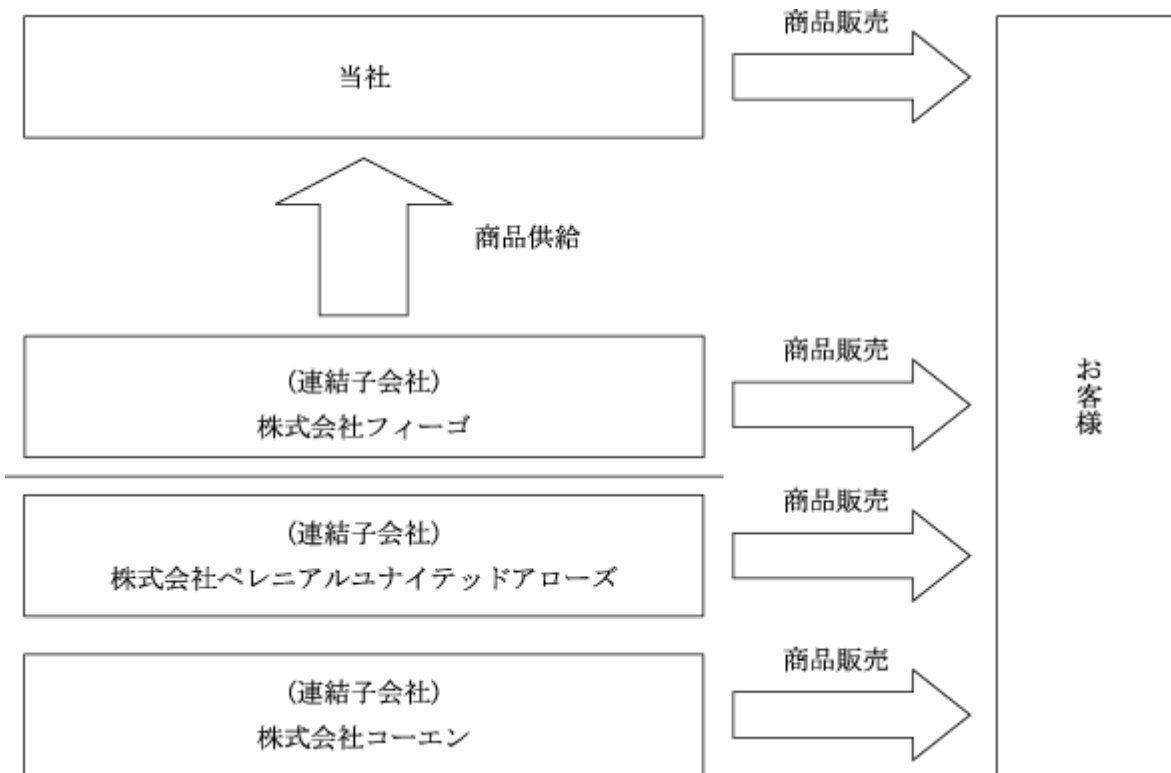 商品販売
当社
商品供給
商品販売
(連結子会社)
株式会社フィーゴ
お客様
商品販売
(連結子会社)
株式会社ペレニアルユナイテッドアローズ
商品販売
(連結子会社)
株式会社コーエン